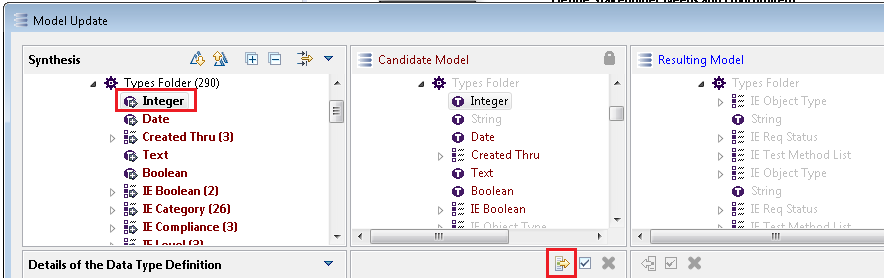 Model Update
Synthesis
Types Folder (290)
Integer
Date
Created Thru (3)
Text
Boolean
IE Boolean (2)
IE Category (26)
IE Compliance (3)
Details of the Data Type Definition
Candidate Model
Types Folder
Integer
String
Date
Created Thru
Text
Boolean
IE Boolean
IE Object Type
Resulting Model
Types Folder
IE Object Type
String
IE Req Status
IE Test Method List
IE Object Type
String
IE Req Status
IE Test Method List